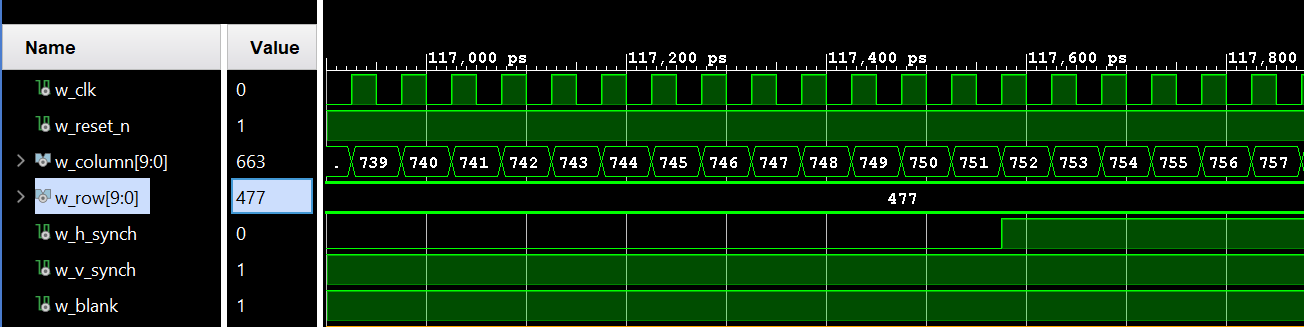 Name Value
117,000 ps 117,200 ps 117,400 ps 117,600 ps 117,800
w_clk 0
w_reset_n 1
w_column[9:0] 663 . 739 740 741 742 743 744 745 746 747 748 749 750 751 752 753 754 755 756 757
w_row[9:0] 477 477
w_h_synch 0
w_v_synch 1
w_blank 1